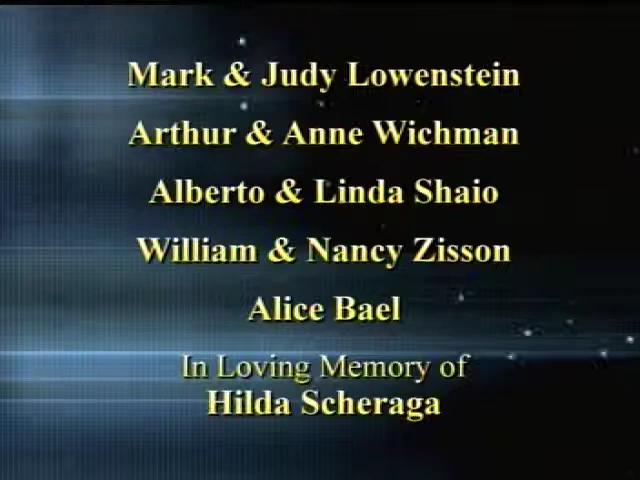 Mark & Judy Lowenstein
Arthur & Anne Wichman
Alberto & Linda Shaio
William & Nancy Zisson
Alice Bael
In Loving Memory of
Hilda Scheraga